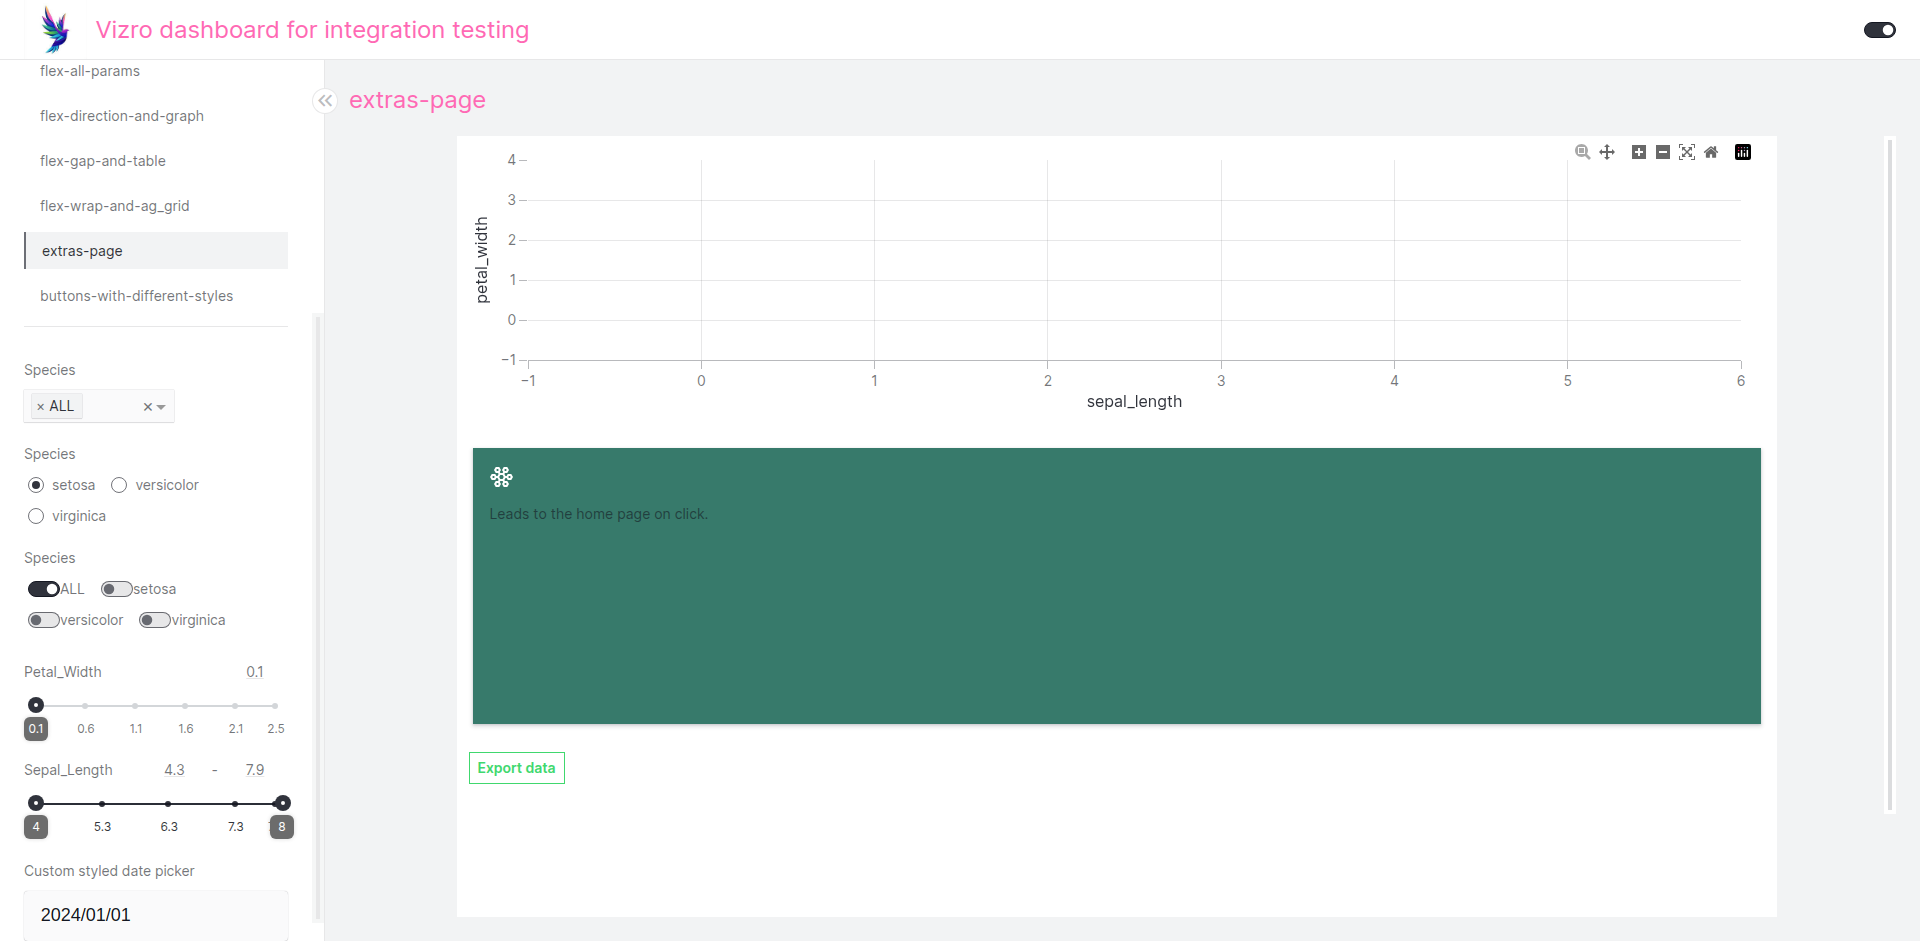 Vizro dashboard for integration testing
flex-all-params
flex-direction-and-graph
flex-gap-and-table
flex-wrap-and-ag_grid
extras-page
buttons-with-different-styles
Species
× ALL ×
Species
setosa versicolor
virginica
Species
ALL setosa
versicolor virginica
Petal_Width 0.1
0.1 0.6 1.1 1.6 2.1 2.5
Sepal_Length 4.3 - 7.9
4 5.3 6.3 7.3 8
Custom styled date picker
2024/01/01
extras-page
4
3
2
1
0
−1
petal_width
−1 0 1 2 3 4 5 6
sepal_length
Leads to the home page on click.
Export data